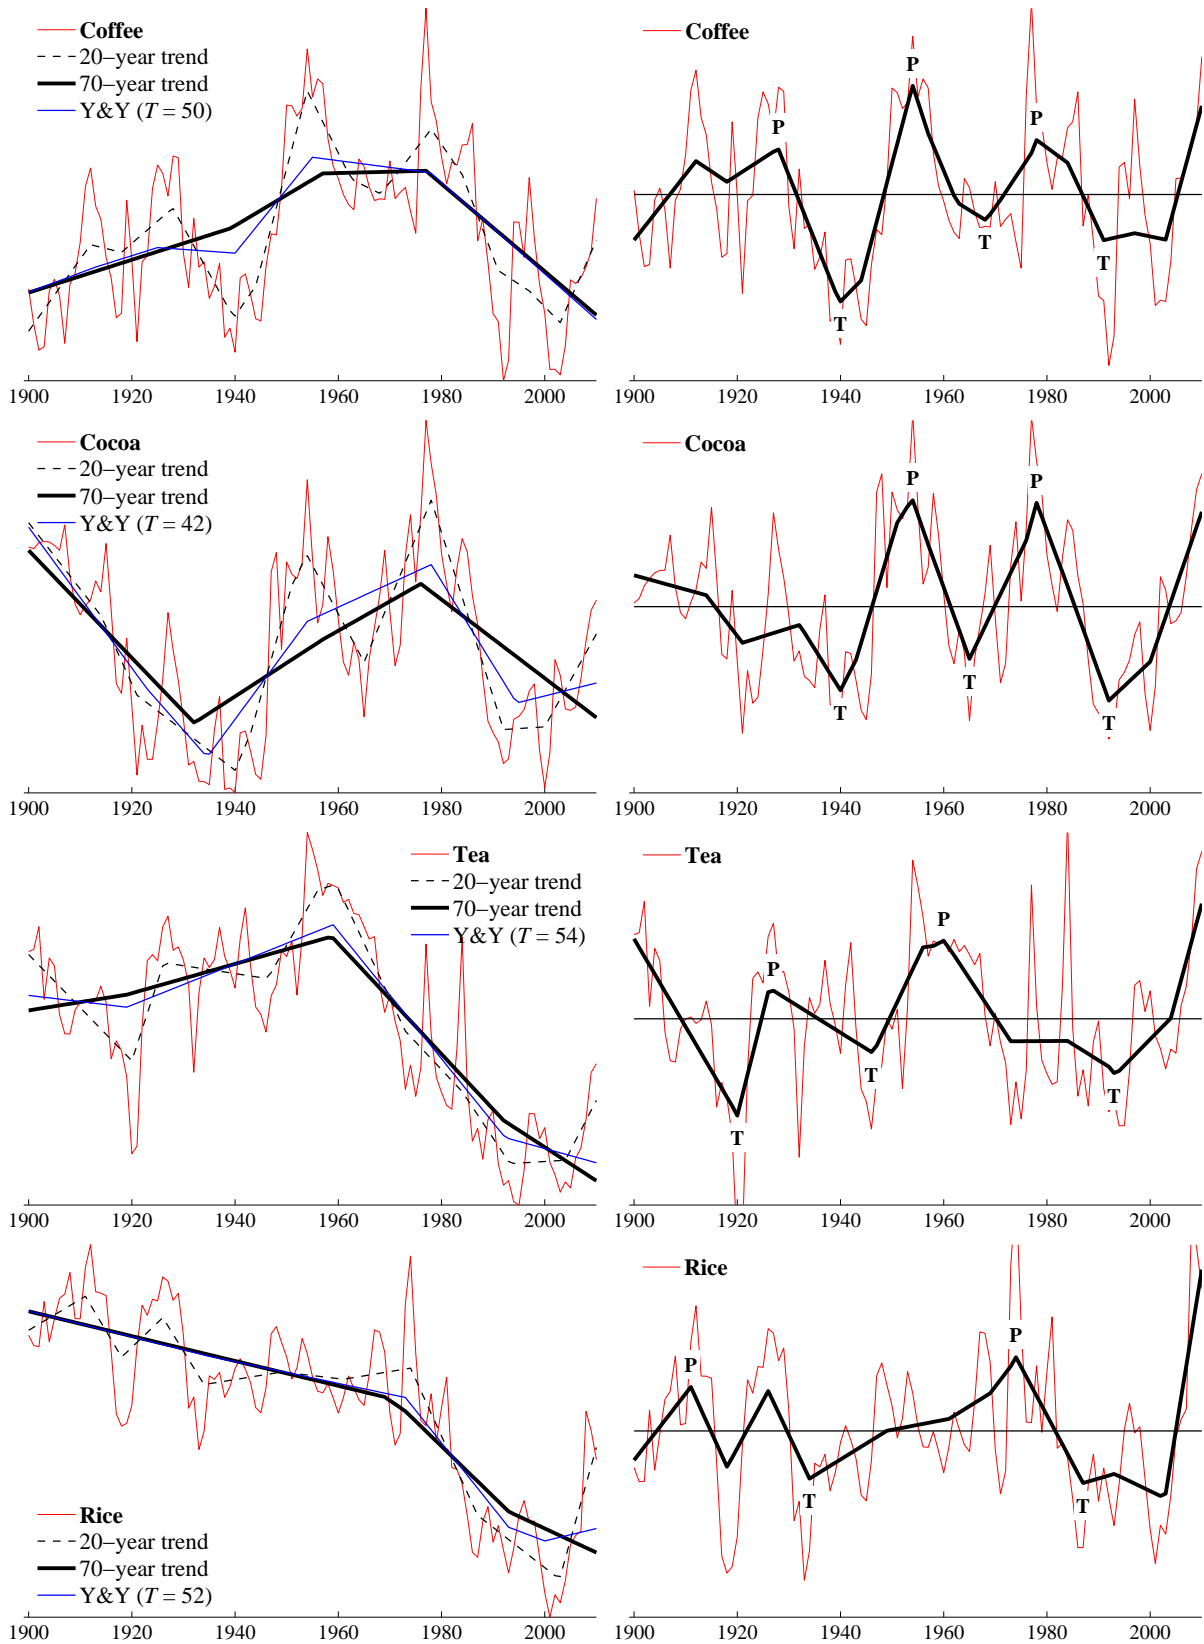 Coffee
20−year trend
70−year trend
Y&Y (T = 50)
1900 1920 1940 1960 1980 2000
Coffee
P
P
P
T
T
T
1900 1920 1940 1960 1980 2000
Cocoa
20−year trend
70−year trend
Y&Y (T = 42)
1900 1920 1940 1960 1980 2000
Cocoa
P
P
T
T
T
1900 1920 1940 1960 1980 2000
Tea
20−year trend
70−year trend
Y&Y (T = 54)
1900 1920 1940 1960 1980 2000
Tea
P
P
T
T
T
1900 1920 1940 1960 1980 2000
Rice
20−year trend
70−year trend
Y&Y (T = 52)
1900 1920 1940 1960 1980 2000
Rice
P
P
T
T
1900 1920 1940 1960 1980 2000